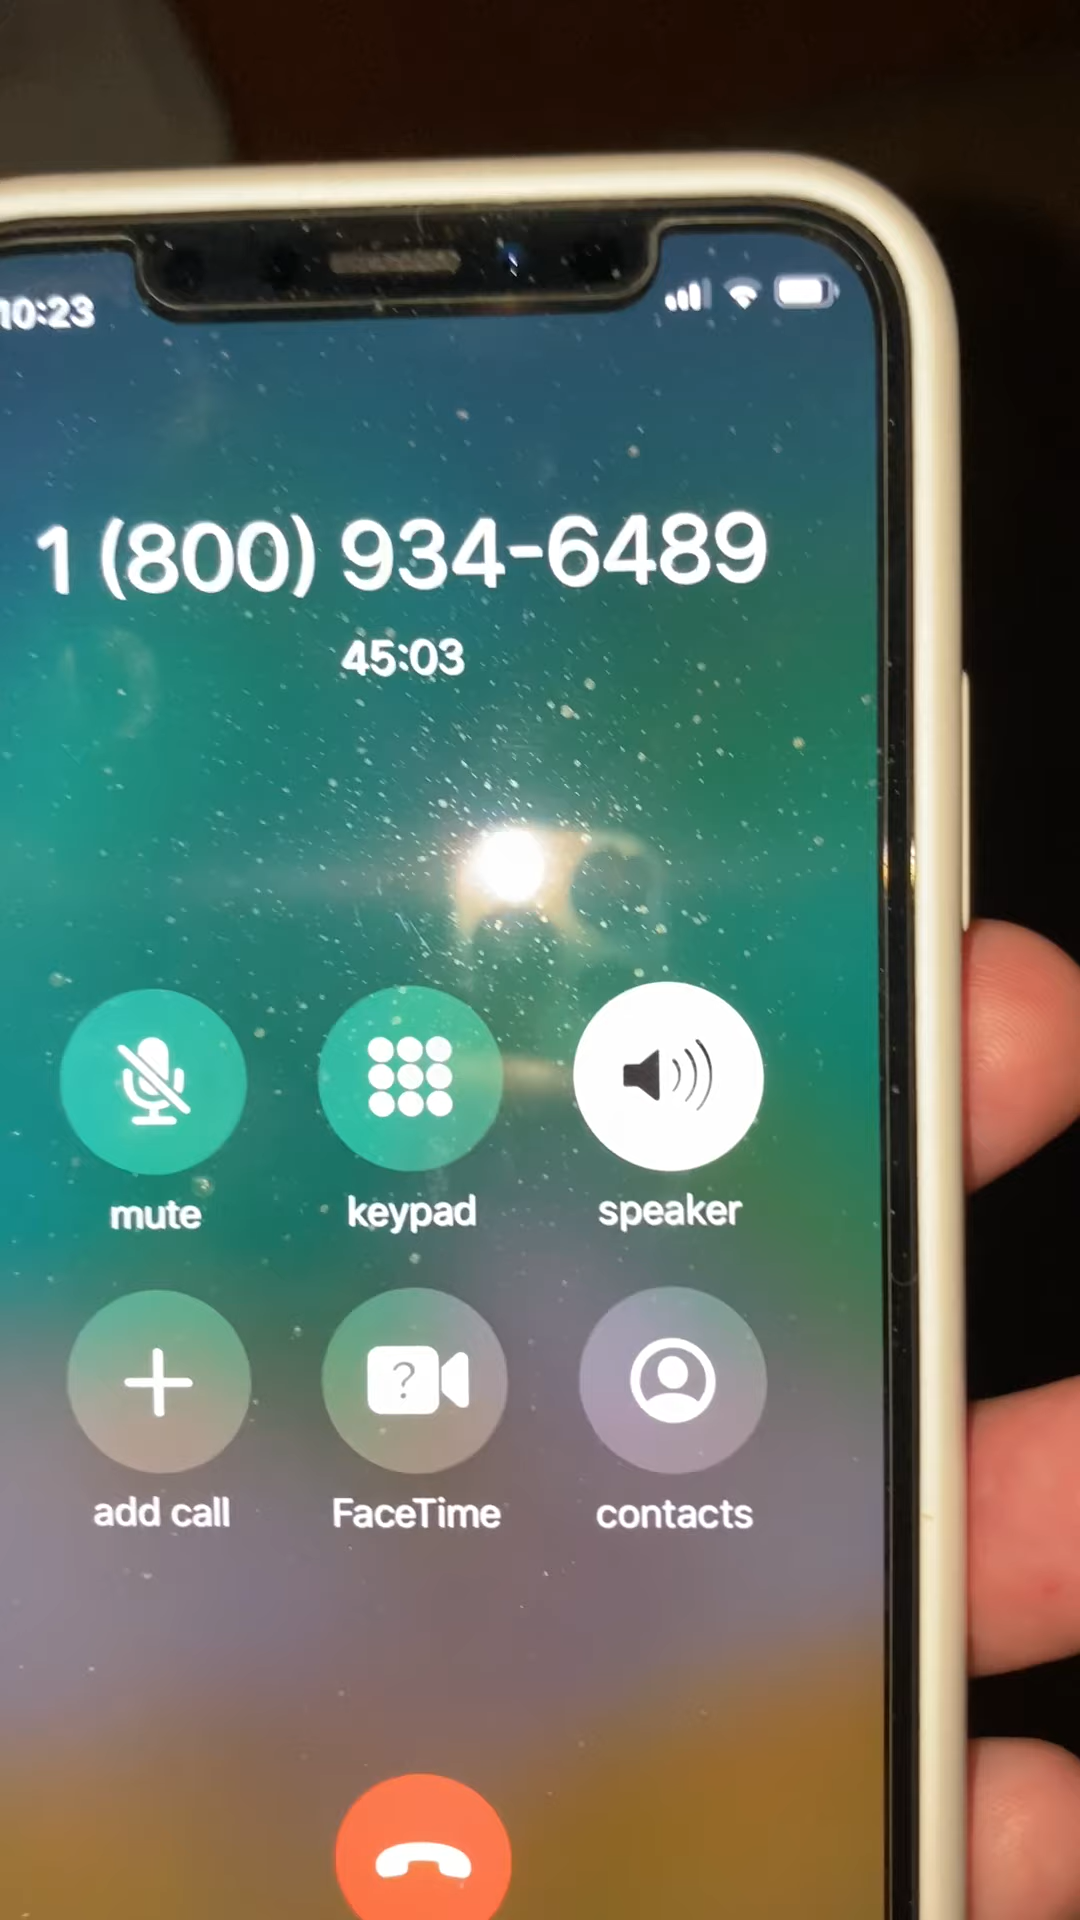 10:23
1 (800) 934-6489
45:03
mute keypad speaker
?
add call FaceTime contacts